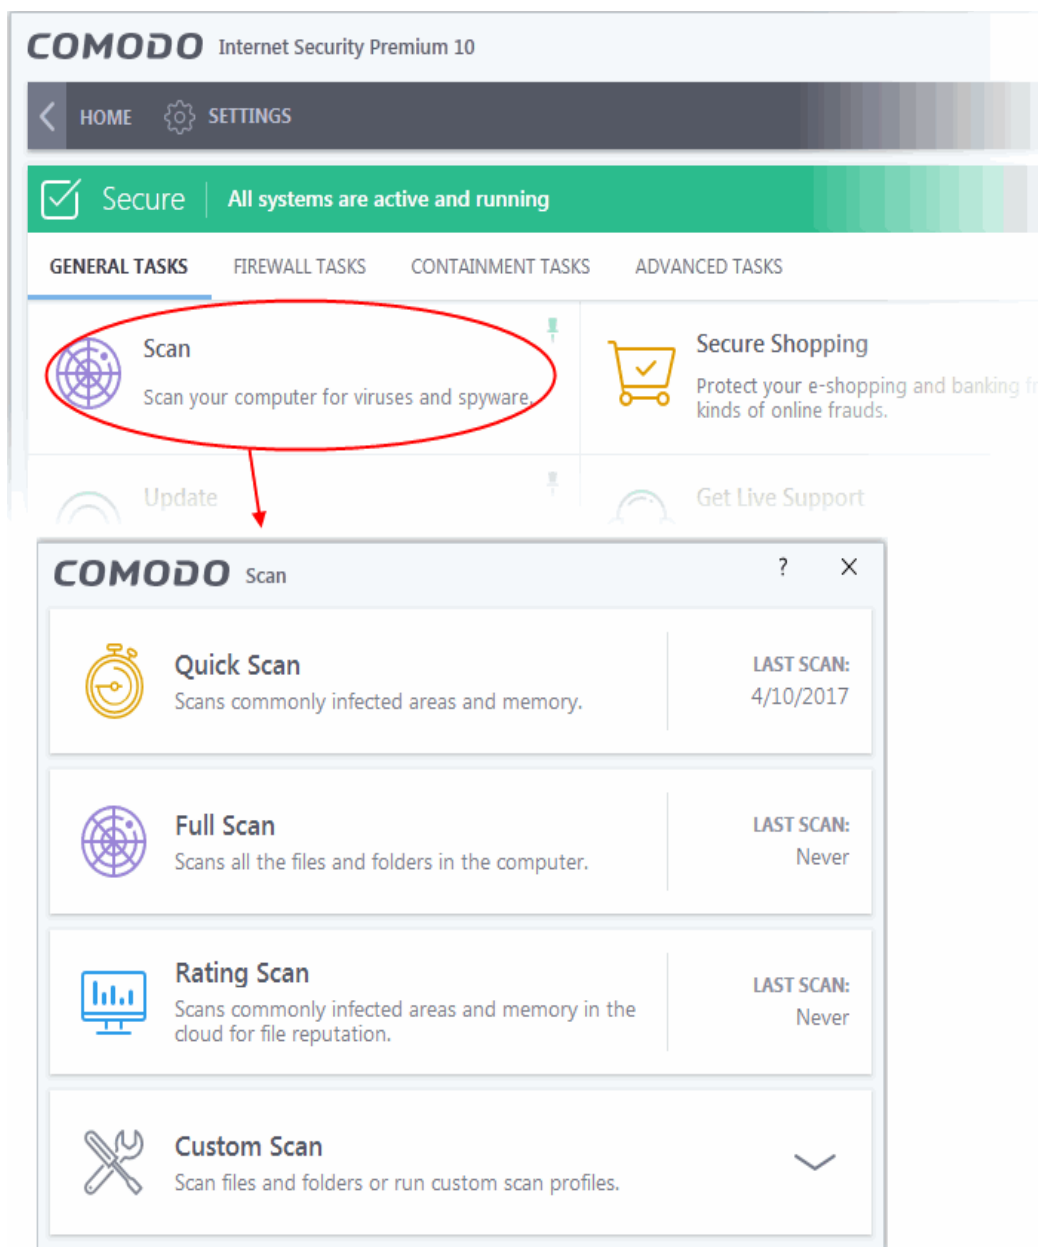 COMODO Internet Security Premium 10
HOME SETTINGS
Secure All systems are active and running
GENERAL TASKS FIREWALL TASKS CONTAINMENT TASKS ADVANCED TASKS
Scan
Scan your computer for viruses and spyware.
Secure Shopping
Protect your e-shopping and banking
kinds of online frauds.
Update
Get Live Support
COMODO Scan ?
Quick Scan
Scans commonly infected areas and memory.
LAST SCAN:
4/10/2017
Full Scan
Scans all the files and folders in the computer.
LAST SCAN:
Never
Rating Scan
Scans commonly infected areas and memory in the
cloud for file reputation.
LAST SCAN:
Never
Custom Scan
Scan files and folders or run custom scan profiles.